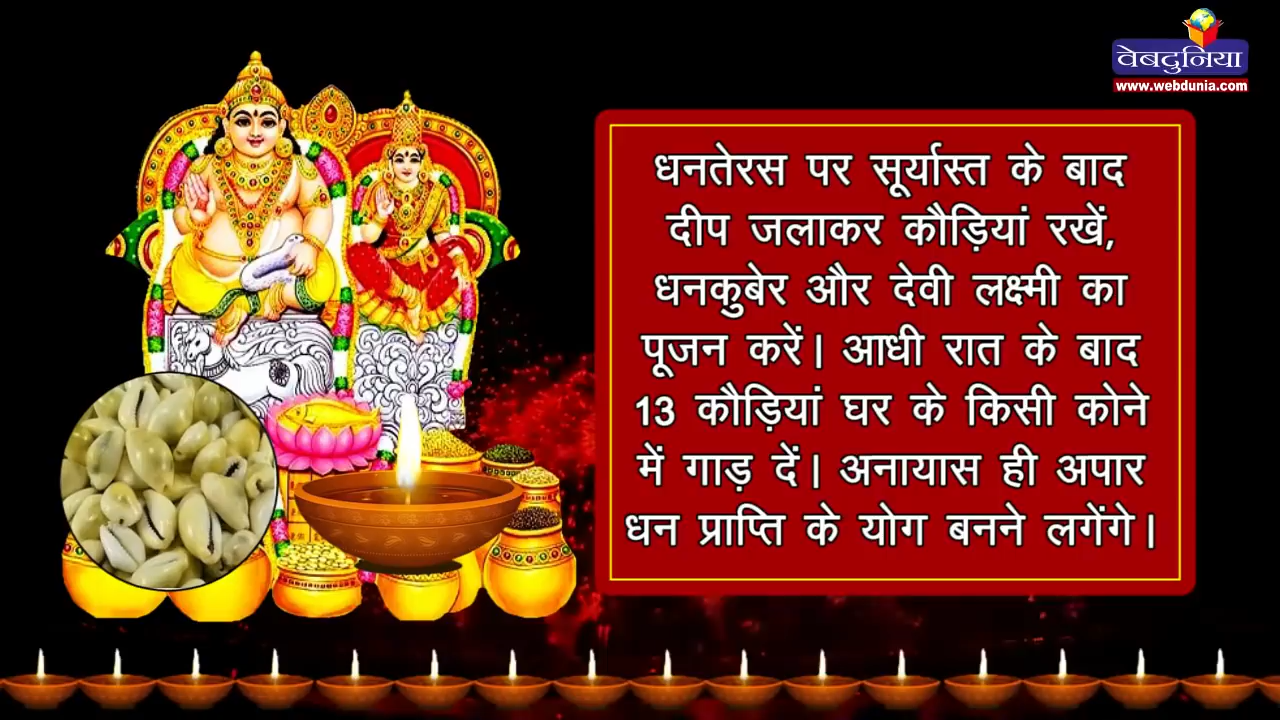 वेबदुनिया
www.webdunia.com
धनतेरस पर सूर्यास्त के बाद
दीप जलाकर कौड़ियां रखें,
धनकुबेर और देवी लक्ष्मी का
पूजन करें। आधी रात के बाद
13 कौड़ियां घर के किसी कोने
में गाड़ दें। अनायास ही अपार
धन प्राप्ति के योग बनने लगेंगे।